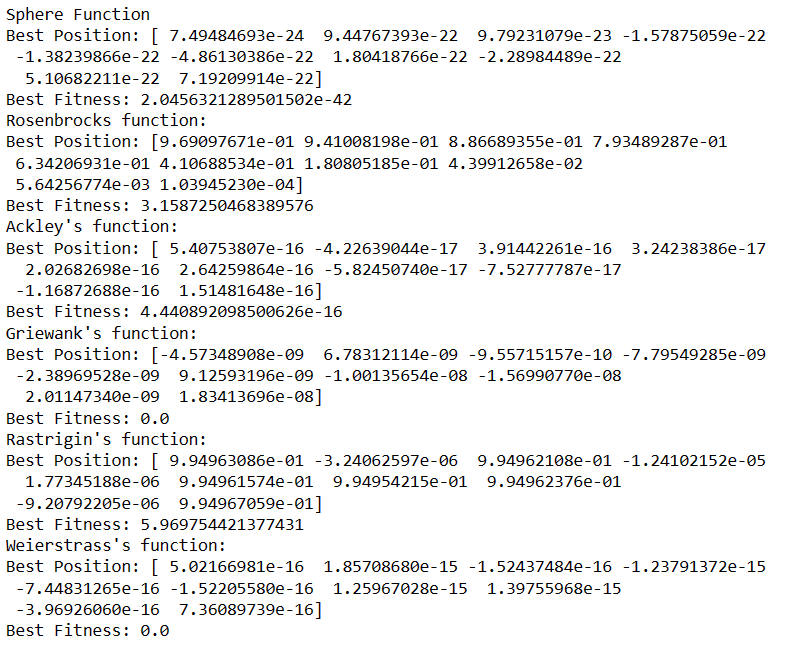 Sphere Function
Best Position: [ 7.49484693e-24  9.44767393e-22  9.79231079e-23 -1.57875059e-22
 -1.38239866e-22 -4.86130386e-22  1.80418766e-22 -2.28984489e-22
  5.10682211e-22  7.19209914e-22]
Best Fitness: 2.0456321289501502e-42
Rosenbrocks function:
Best Position: [9.69097671e-01 9.41008198e-01 8.86689355e-01 7.93489287e-01
 6.34206931e-01 4.10688534e-01 1.80805185e-01 4.39912658e-02
 5.64256774e-03 1.03945230e-04]
Best Fitness: 3.1587250468389576
Ackley's function:
Best Position: [ 5.40753807e-16 -4.22639044e-17  3.91442261e-16  3.24238386e-17
  2.02682698e-16  2.64259864e-16 -5.82450740e-17 -7.52777787e-17
 -1.16872688e-16  1.51481648e-16]
Best Fitness: 4.440892098500626e-16
Griewank's function:
Best Position: [-4.57348908e-09  6.78312114e-09 -9.55715157e-10 -7.79549285e-09
 -2.38969528e-09  9.12593196e-09 -1.00135654e-08 -1.56990770e-08
  2.01147340e-09  1.83413696e-08]
Best Fitness: 0.0
Rastrigin's function:
Best Position: [ 9.94963086e-01 -3.24062597e-06  9.94962108e-01 -1.24102152e-05
  1.77345188e-06  9.94961574e-01  9.94954215e-01  9.94962376e-01
 -9.20792205e-06  9.94967059e-01]
Best Fitness: 5.969754421377431
Weierstrass's function:
Best Position: [ 5.02166981e-16  1.85708680e-15 -1.52437484e-16 -1.23791372e-15
 -7.44831265e-16 -1.52205580e-16  1.25967028e-15  1.39755968e-15
 -3.96926060e-16  7.36089739e-16]
Best Fitness: 0.0